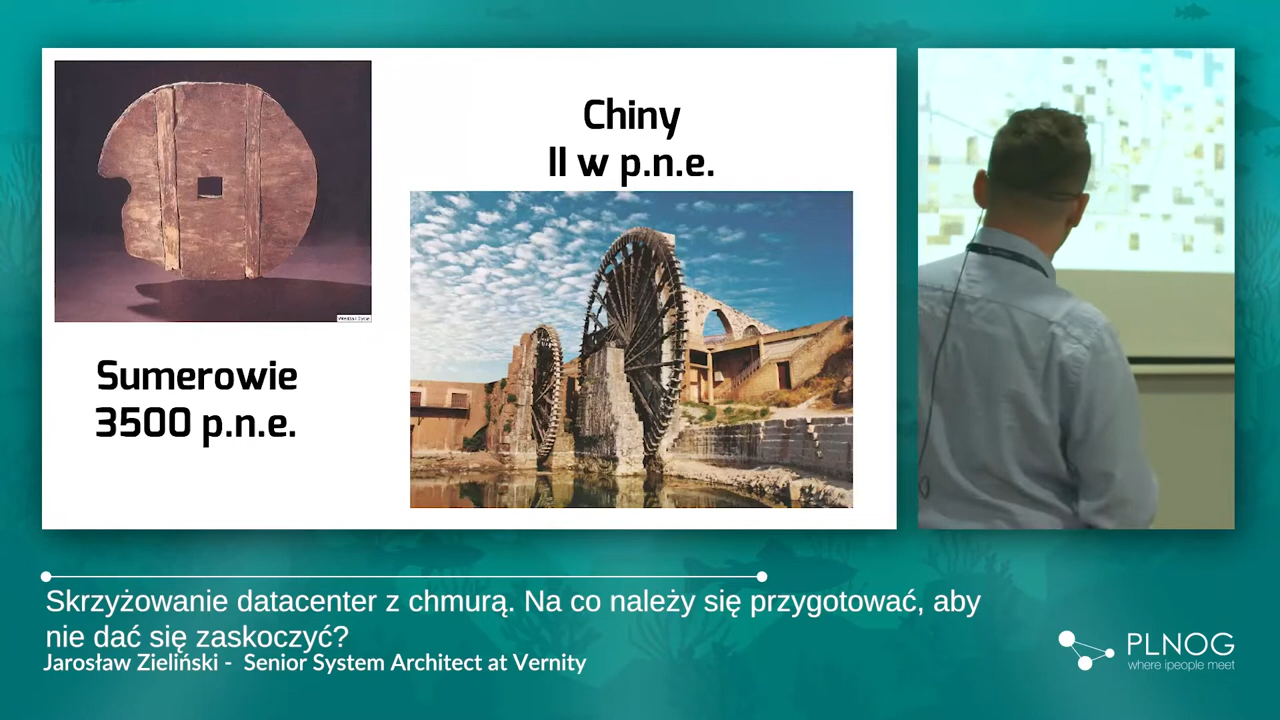 Chiny
II w p.n.e.
Sumerowie
3500 p.n.e.
Skrzyżowanie datacenter z chmurą. Na co należy się przygotować, aby
nie dać się zaskoczyć?
Jarosław Zieliński - Senior System Architect at Vernity
PLNOG
where ipeople meet